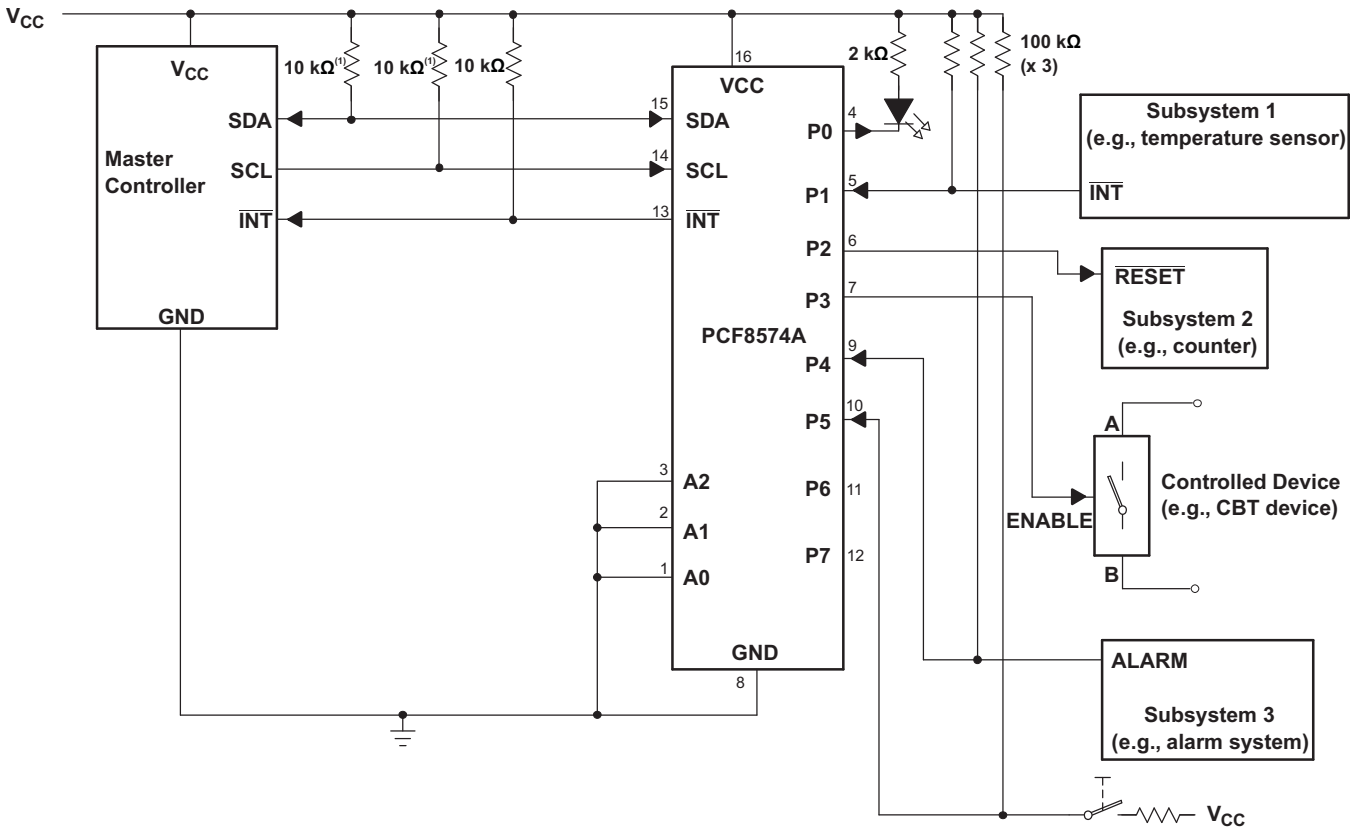 VCC
VCC
10 kΩ(1)
10 kΩ(1)
10 kΩ
16
VCC
2 kΩ
100 kΩ
(x 3)
SDA
15
SDA
P0
4
Subsystem 1
(e.g., temperature sensor)
Master
Controller
SCL
14
SCL
P1
5
INT
INT
13
INT
P2
6
RESET
Subsystem 2
(e.g., counter)
P3
7
GND
PCF8574A
P4
9
P5
10
A
Controlled Device
(e.g., CBT device)
ENABLE
B
3
A2
P6
11
2
A1
P7
12
1
A0
GND
8
ALARM
Subsystem 3
(e.g., alarm system)
VCC